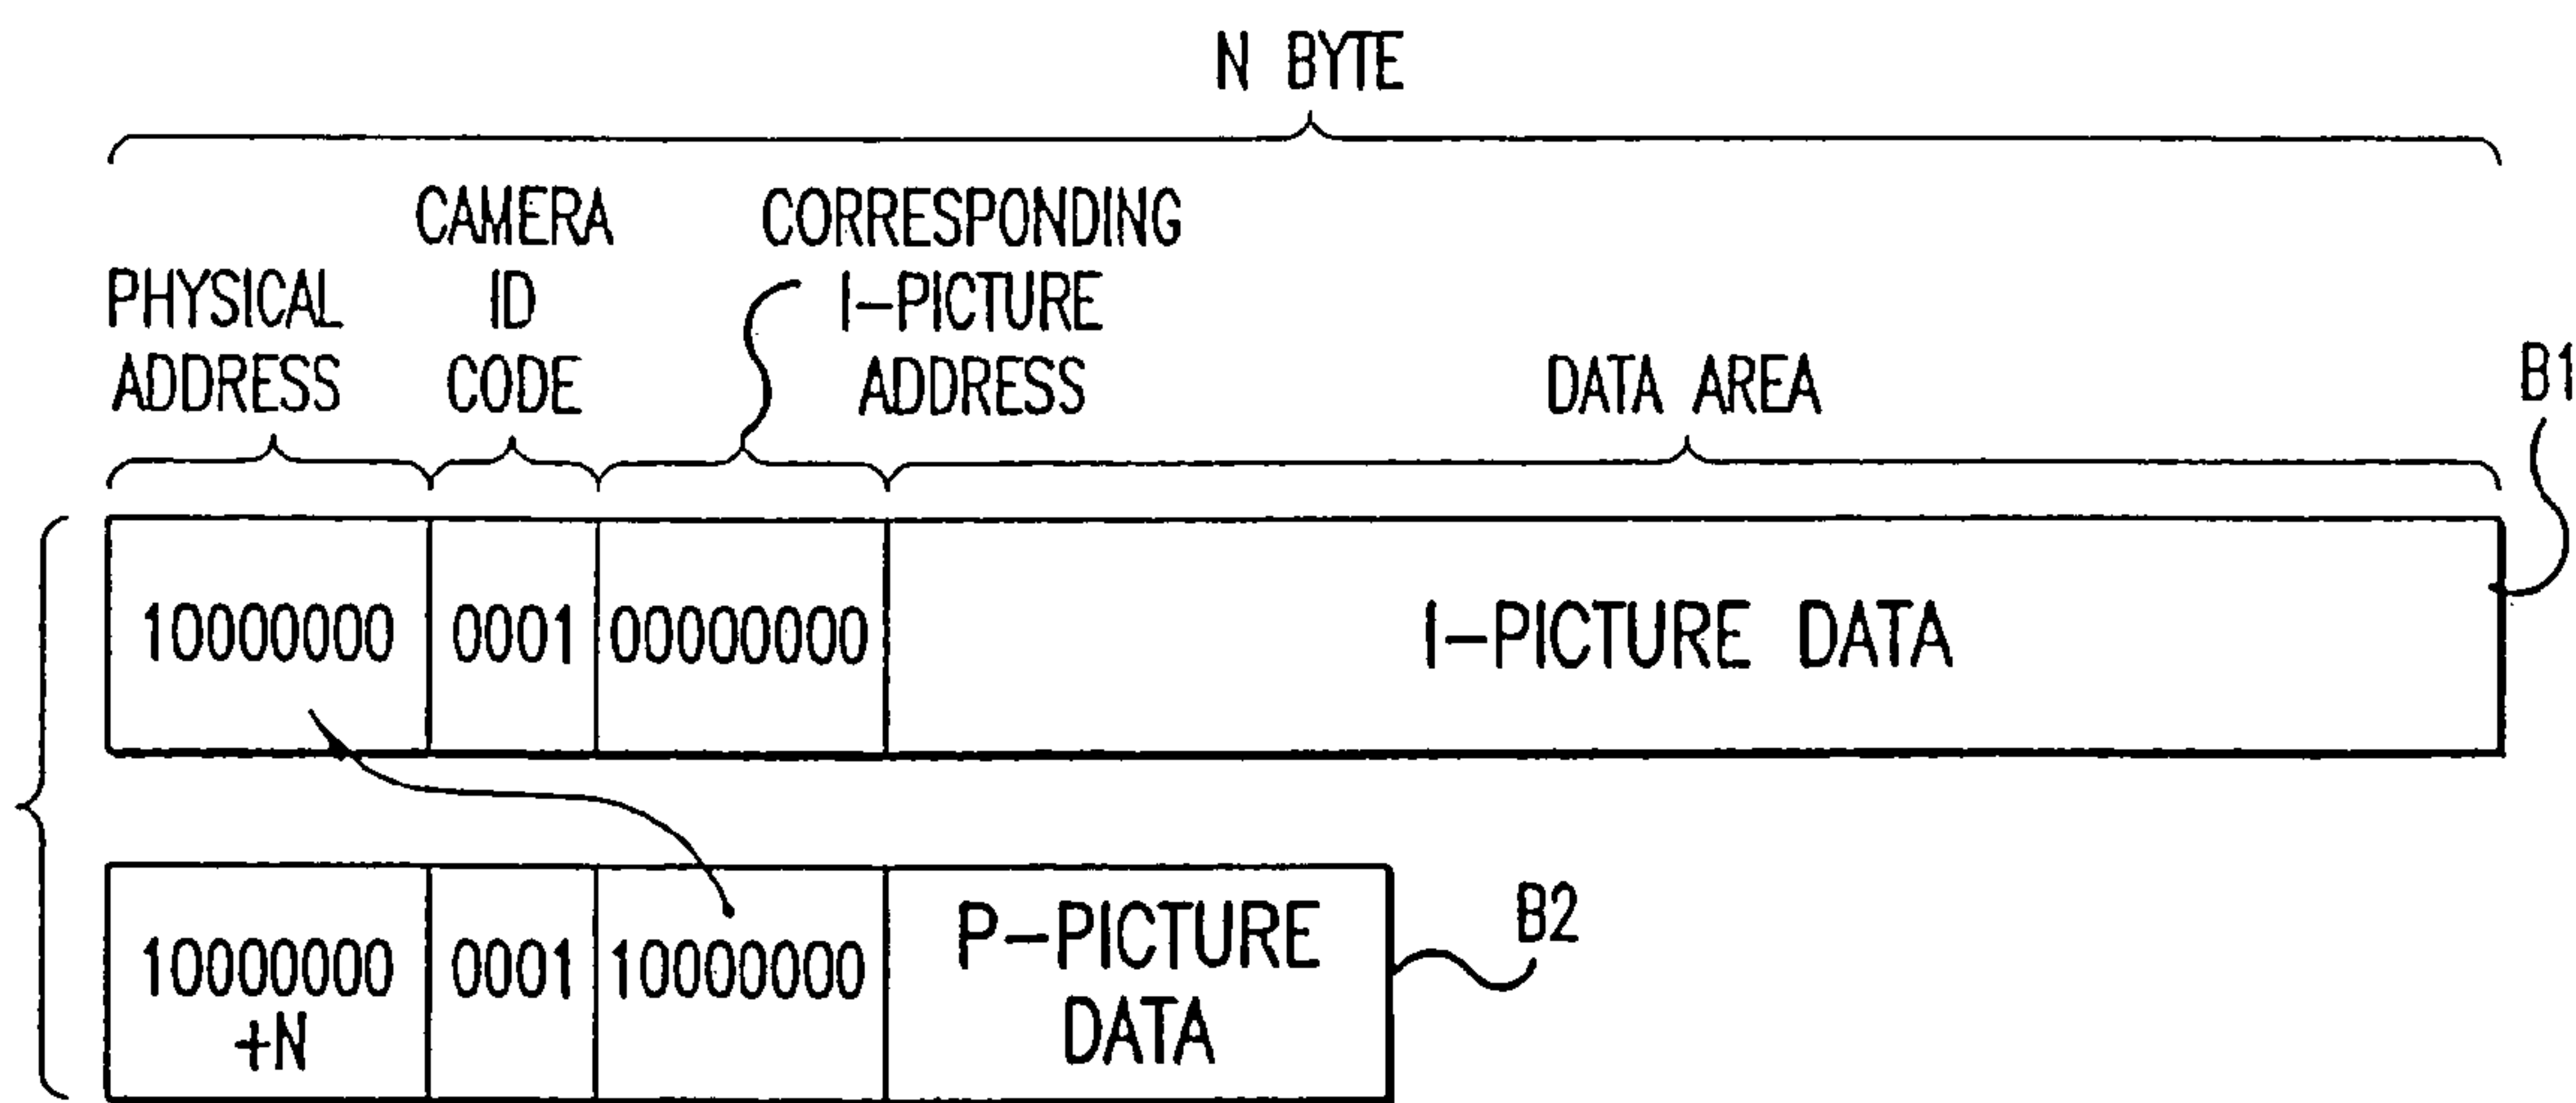 N BYTE
PHYSICAL
ADDRESS
CAMERA
ID
CODE
CORRESPONDING
I-PICTURE
ADDRESS
DATA AREA
B1
10000000
0001
00000000
I-PICTURE DATA
10000000
+N
0001
10000000
P-PICTURE
DATA
B2